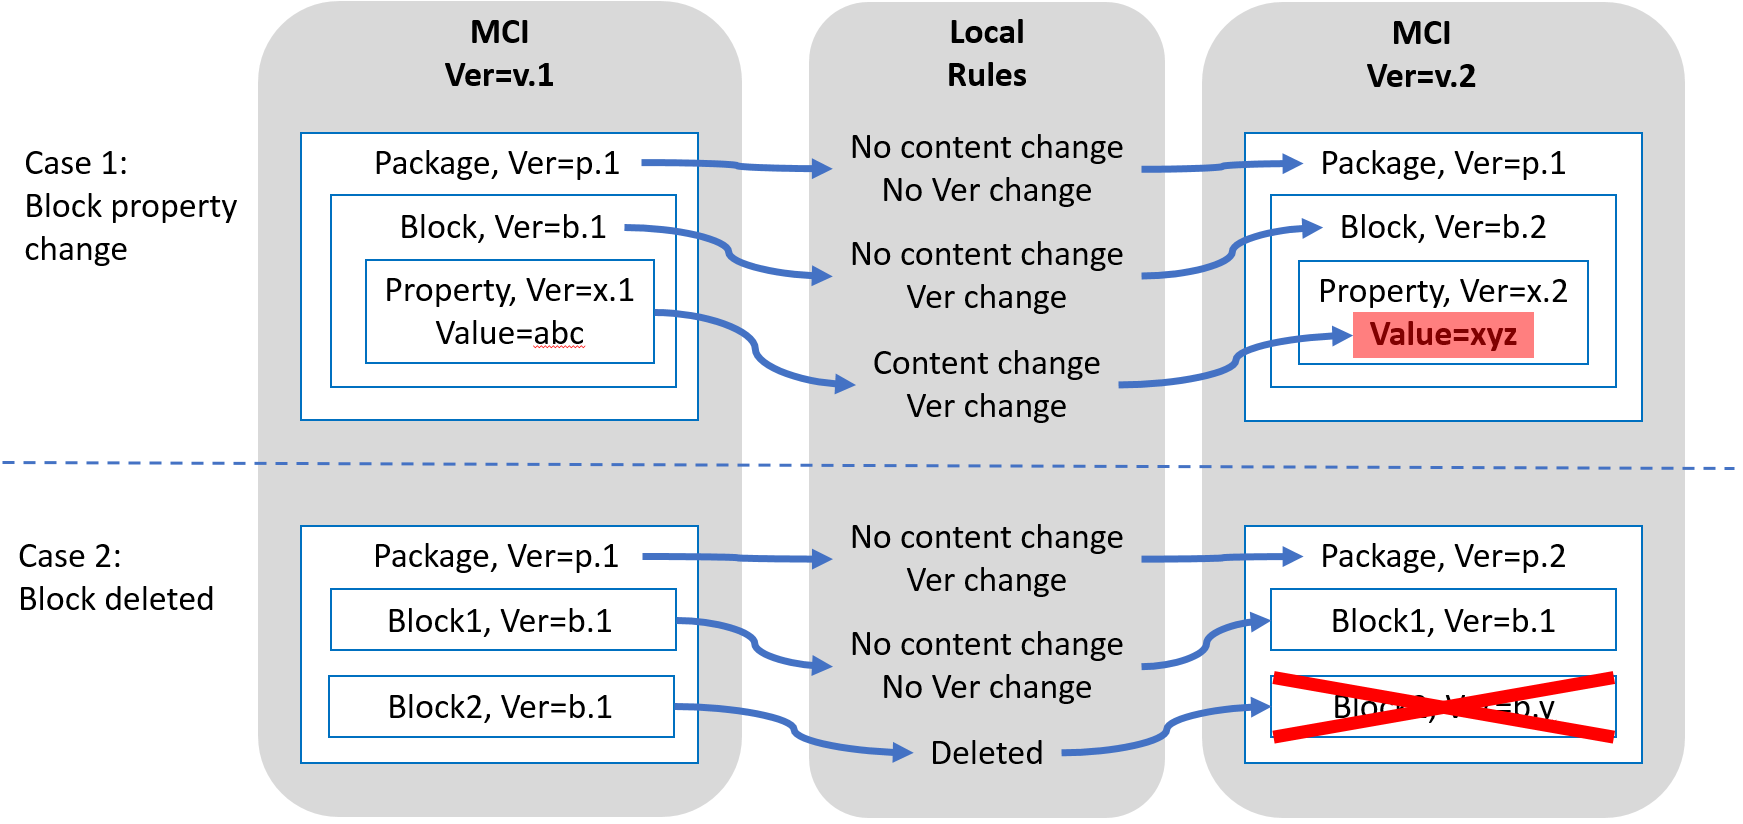 MCI
Ver=v.1
Local
Rules
MCI
Ver=v.2
Case 1:
Block property
change
Package, Ver=p.1
Block, Ver=b.1
Property, Ver=x.1
Value=abc
No content change
No Ver change
No content change
Ver change
Content change
Ver change
Package, Ver=p.1
Block, Ver=b.2
Property, Ver=x.2
Value=xyz
Case 2:
Block deleted
Package, Ver=p.1
Block1, Ver=b.1
Block2, Ver=b.1
No content change
Ver change
No content change
No Ver change
Deleted
Package, Ver=p.2
Block1, Ver=b.1